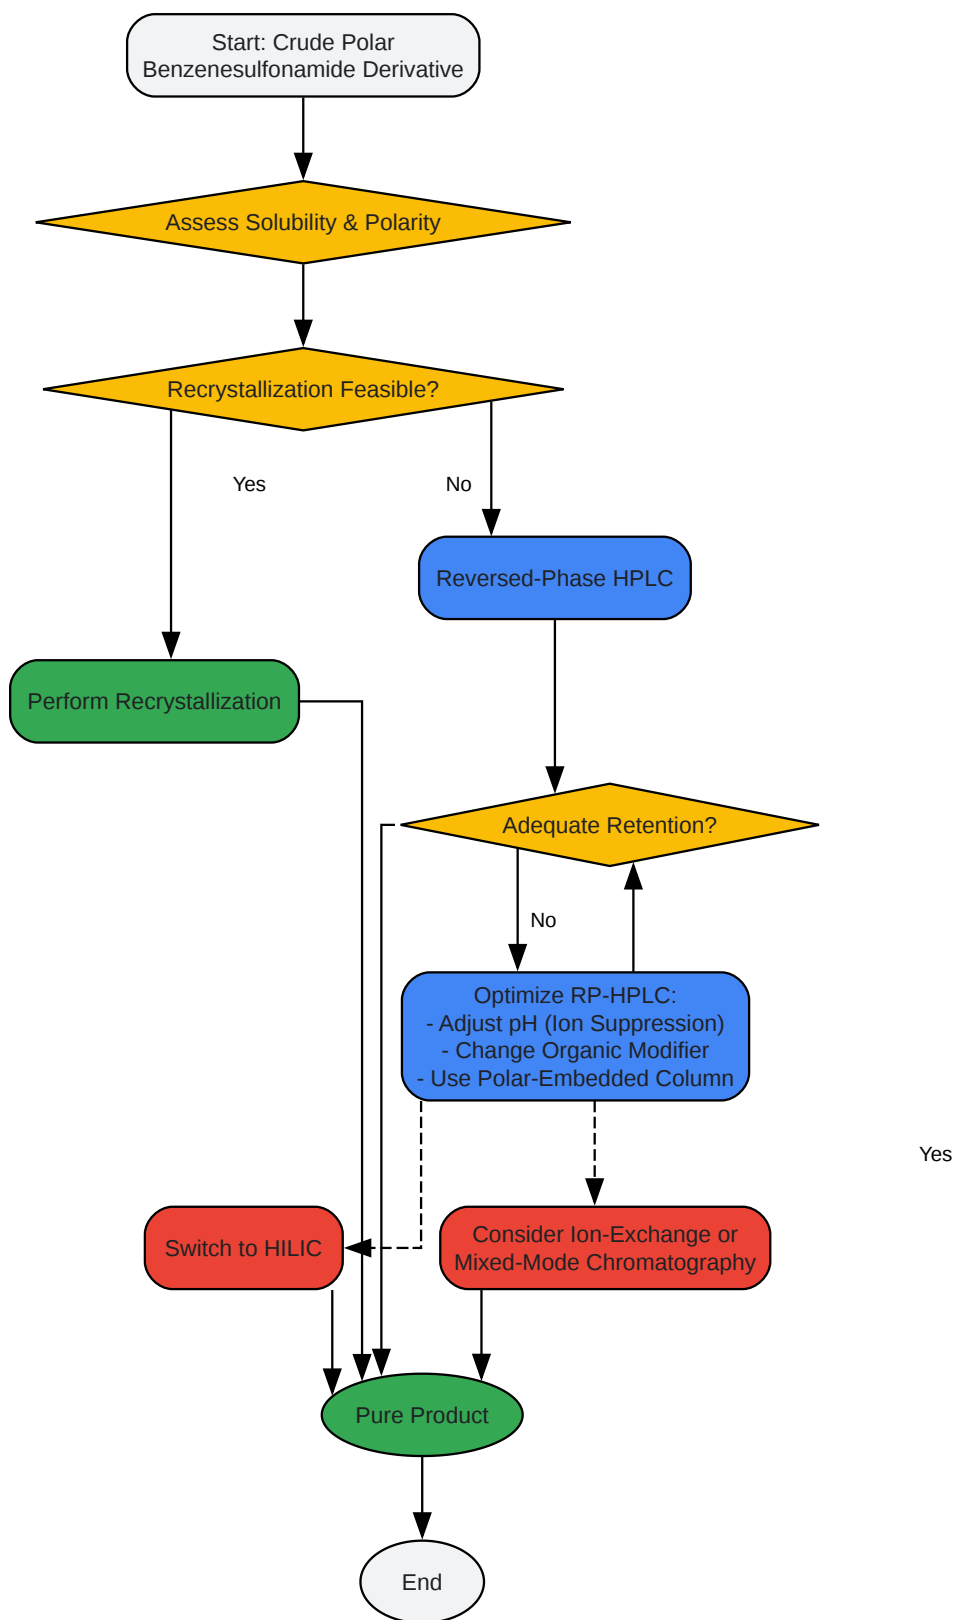 Start: Crude Polar
Benzenesulfonamide Derivative
Assess Solubility & Polarity
Recrystallization Feasible?
Yes
No
Reversed-Phase HPLC
Perform Recrystallization
Adequate Retention?
No
Optimize RP-HPLC:
- Adjust pH (Ion Suppression)
- Change Organic Modifier
- Use Polar-Embedded Column
Yes
Switch to HILIC
Consider Ion-Exchange or
Mixed-Mode Chromatography
Pure Product
End